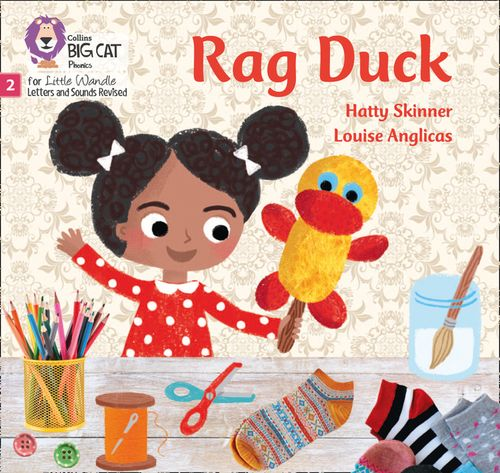 Collins
BIG CAT
Phonics
2
for Little Wandle
Letters and Sounds Revised
Rag Duck
Hatty Skinner
Louise Anglicas